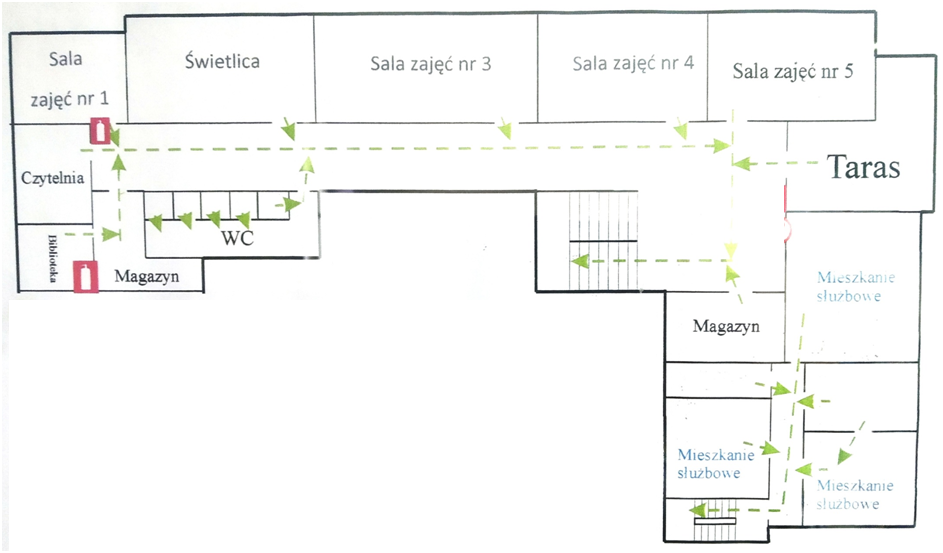 Sala
zajęć nr 1
Świetlica
Sala zajęć nr 3
Sala zajęć nr 4
Sala zajęć nr 5
Czytelnia
Taras
WC
Biblioteka
Magazyn
Mieszkanie
służbowe
Magazyn
Mieszkanie
służbowe
Mieszkanie
służbowe